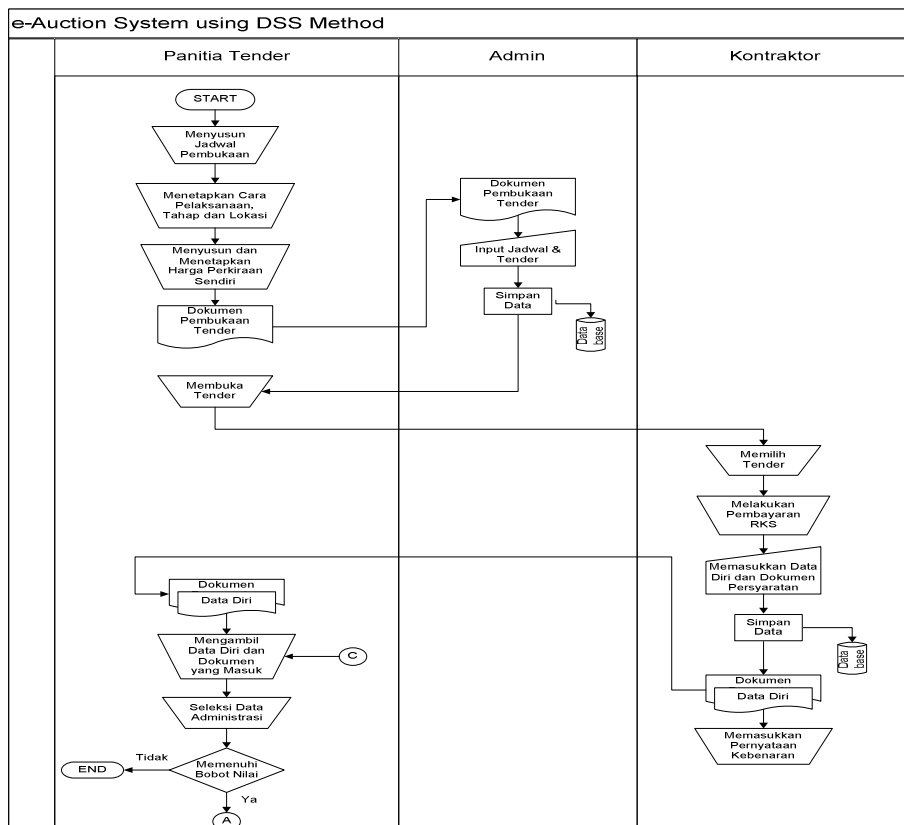 e-Auction System using DSS Method
Panitia Tender
Admin
Kontraktor
START
Menyusun
Jadwal
Pembukaan
Menetapkan Cara
Pelaksanaan,
Tahap dan Lokasi
Menyusun dan
Menetapkan
Harga Perkiraan
Sendiri
Dokumen
Pembukaan
Tender
Dokumen
Pembukaan
Tender
Input Jadwal &
Tender
Simpan
Data
Data
base
Membuka
Tender
Memilih
Tender
Melakukan
Pembayaran
RKS
Memasukkan Data
Diri dan Dokumen
Persyaratan
Simpan
Data
Data
base
Dokumen
Data Diri
Memasukkan
Pernyataan
Kebenaran
Dokumen
Data Diri
Mengambil
Data Diri dan
Dokumen
yang Masuk
C
Seleksi Data
Administrasi
Memenuhi
Bobot Nilai
Tidak
END
Ya
A